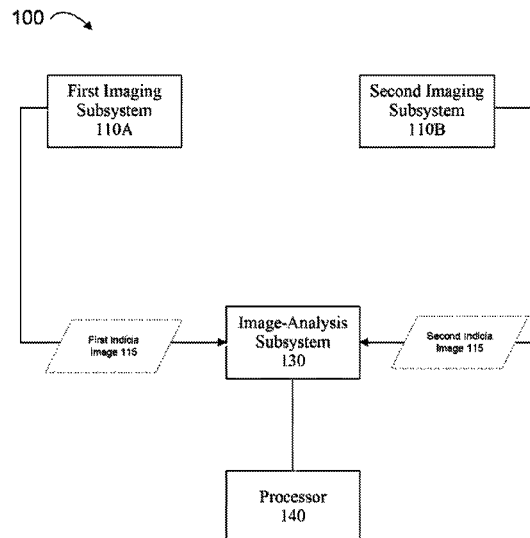 100
First Imaging
Subsystem
110A
Second Imaging
Subsystem
110B
First Indicia
Image 115
Image-Analysis
Subsystem
130
Second Indicia
Image 115
Processor
140